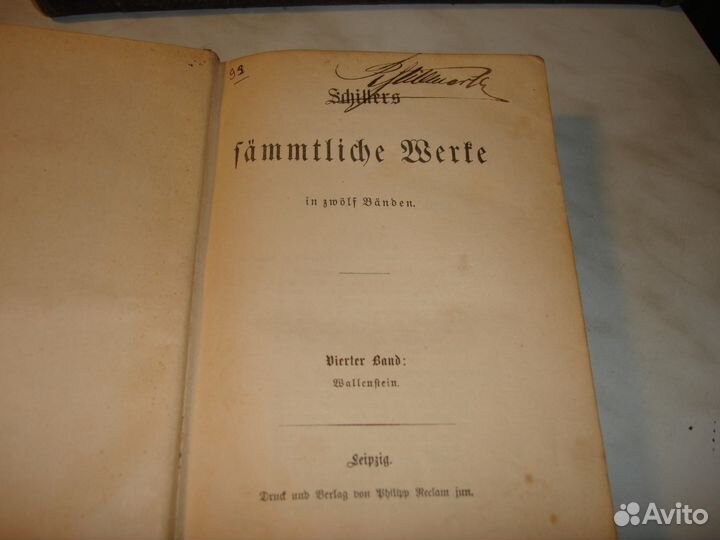 93
Schillers
sämmtliche Werke
in zwölf Bänden.
Vierter Band:
Wallenstein.
Leipzig.
Druck und Verlag von Philipp Reclam jun.
Avito